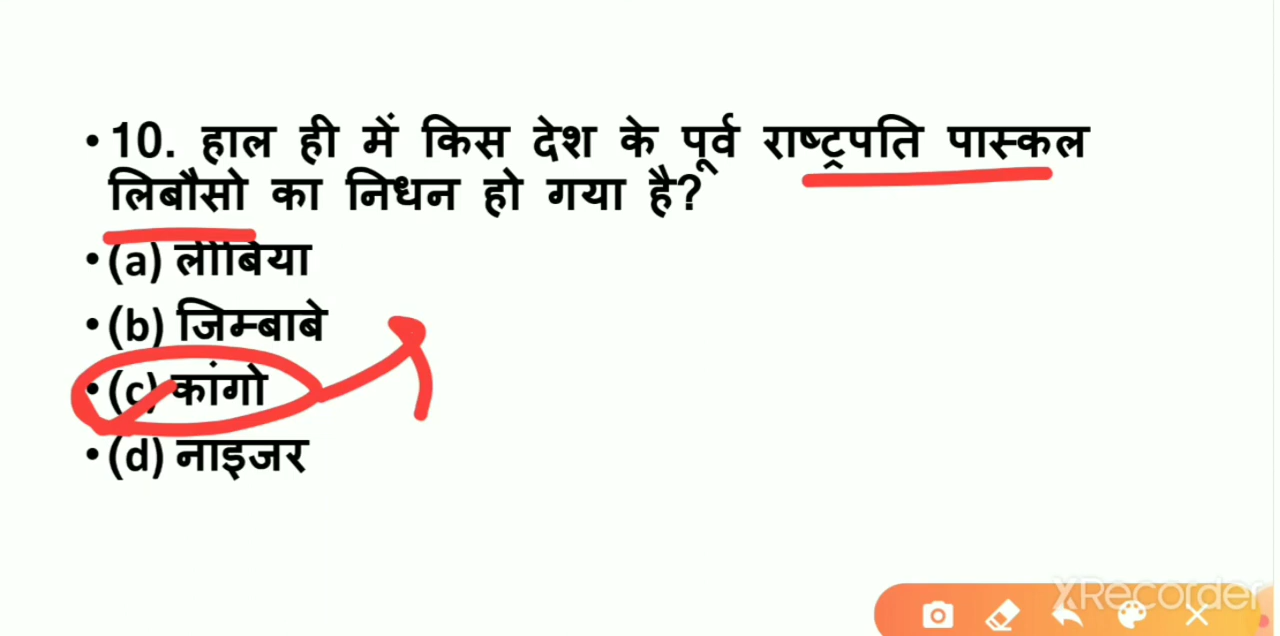 • 10. हाल ही में किस देश के पूर्व राष्ट्रपति पास्कल
लिबौसो का निधन हो गया है?
• (a) लीबिया
• (b) जिम्बाबे
• (c) कांगो
• (d) नाइजर
XRecorder